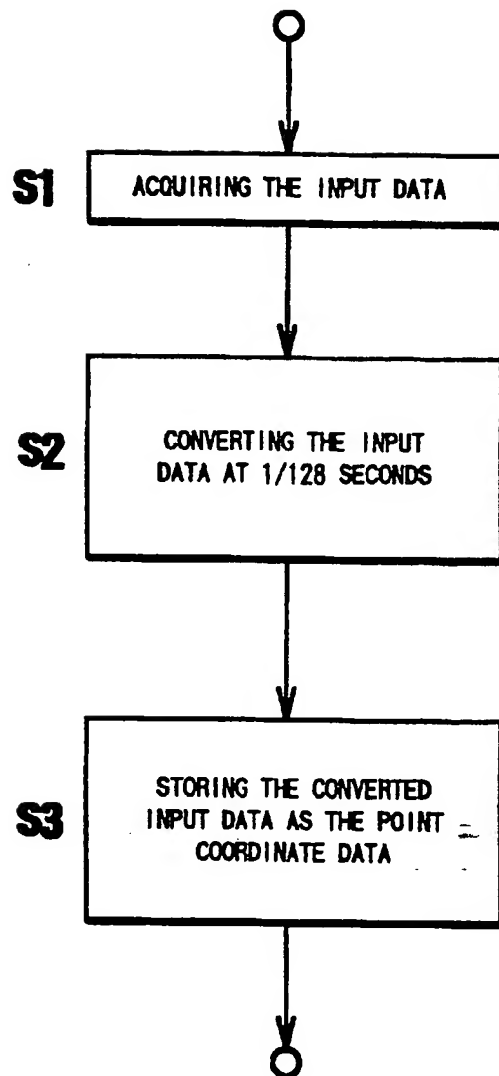 S1
ACQUIRING THE INPUT DATA
S2
CONVERTING THE INPUT
DATA AT 1/128 SECONDS
S3
STORING THE CONVERTED
INPUT DATA AS THE POINT
COORDINATE DATA